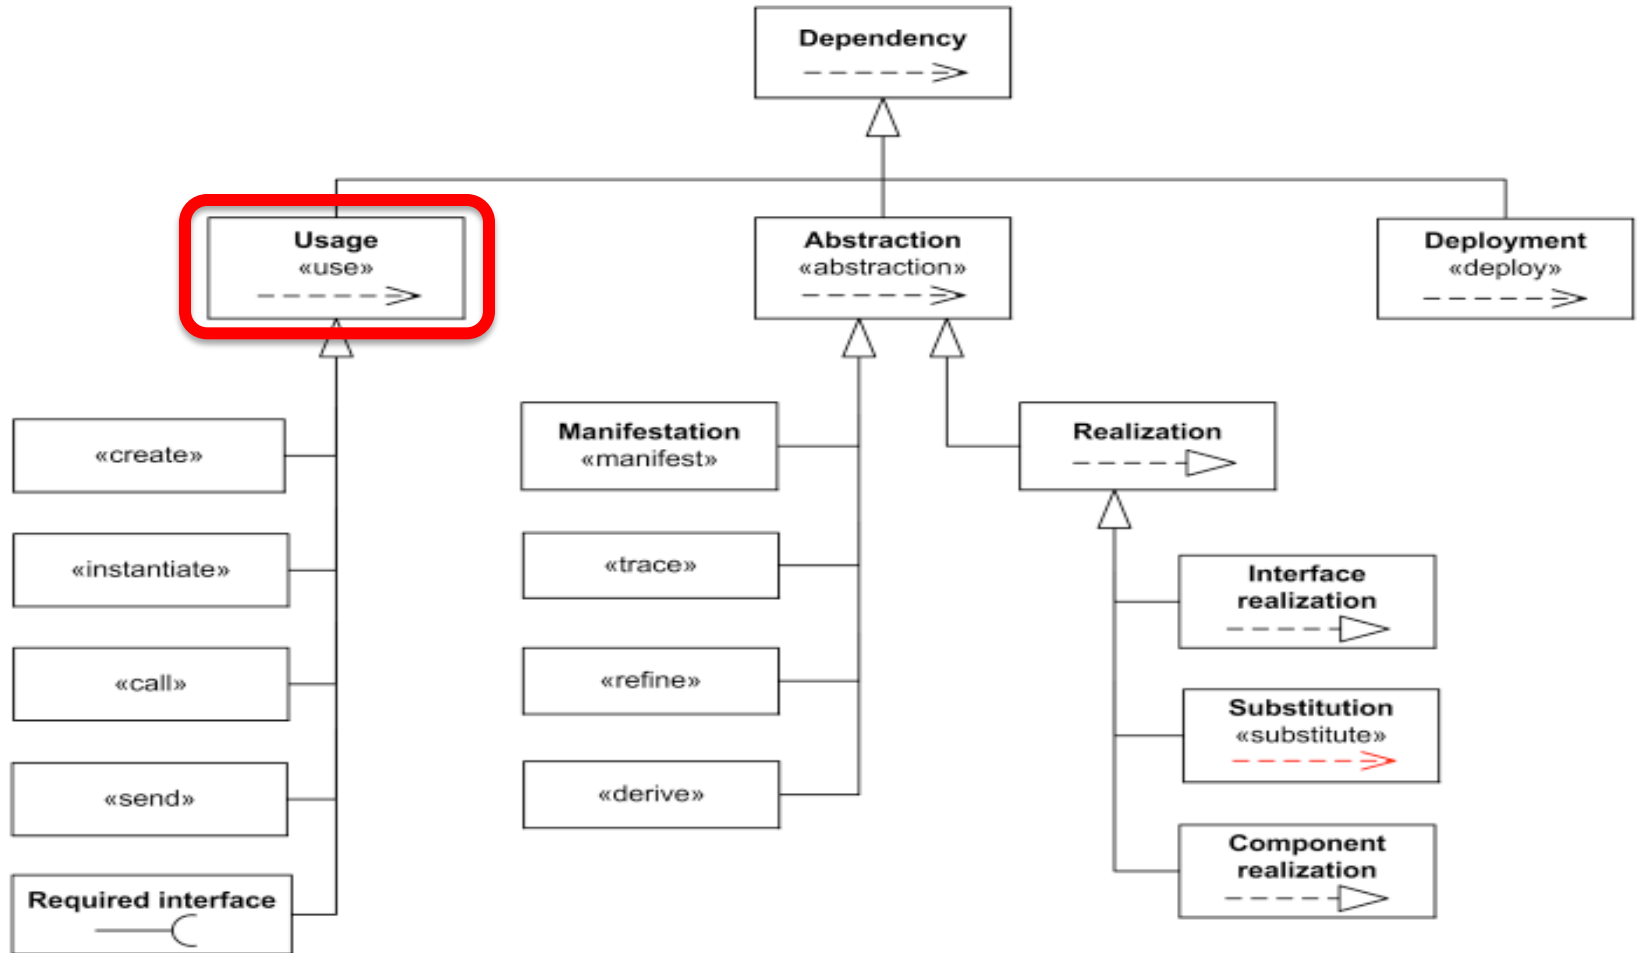 Dependency
Usage
«use»
Abstraction
«abstraction»
Deployment
«deploy»
«create»
«instantiate»
«call»
«send»
Required interface
Manifestation
«manifest»
«trace»
«refine»
«derive»
Realization
Interface
realization
Substitution
«substitute»
Component
realization